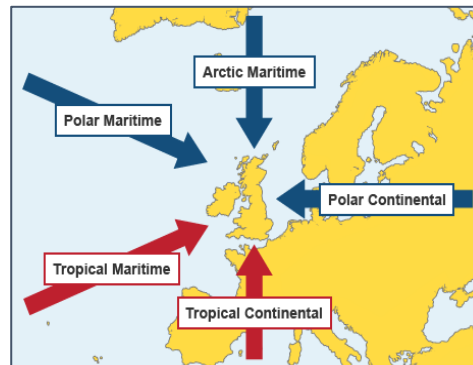 Arctic Maritime
Polar Maritime
Polar Continental
Tropical Maritime
Tropical Continental